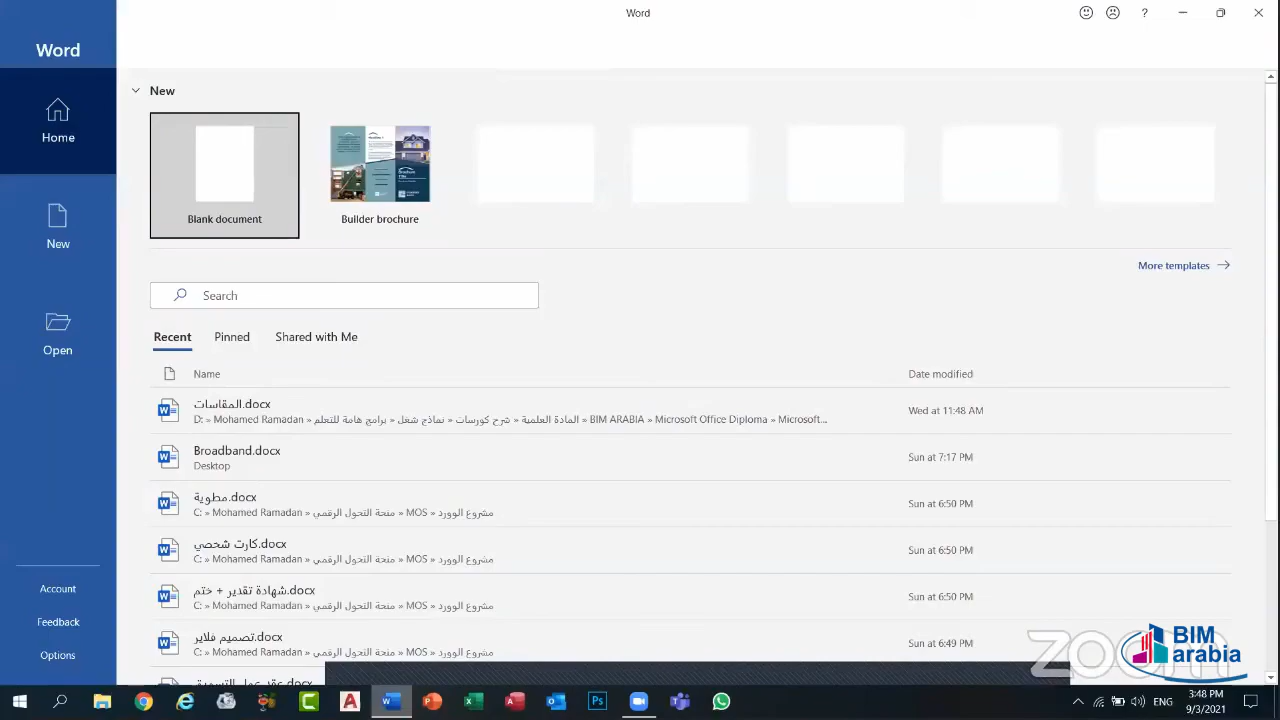 Word
Word
Home
New
Open
Account
Feedback
Options
New
Blank document
Builder brochure
More templates
Search
Recent
Pinned
Shared with Me
Name
Date modified
المقاسات.docx
D: » Mohamed Ramadan » برامج هامة للتعلم » نماذج شغل » شرح كورسات » المادة العلمية » BIM ARABIA » Microsoft Office Diploma » Microsoft...
Wed at 11:48 AM
Broadband.docx
Desktop
Sun at 7:17 PM
مطوية.docx
C: » Mohamed Ramadan » منحة التحول الرقمي » MOS » مشروع الوورد
Sun at 6:50 PM
كارت شخصي.docx
C: » Mohamed Ramadan » منحة التحول الرقمي » MOS » مشروع الوورد
Sun at 6:50 PM
شهادة تقدير + ختم.docx
C: » Mohamed Ramadan » منحة التحول الرقمي » MOS » مشروع الوورد
Sun at 6:50 PM
تصميم فلاير.docx
C: » Mohamed Ramadan » منحة التحول الرقمي » MOS » مشروع الوورد
Sun at 6:49 PM
zoom
BIM
arabia
ENG
3:48 PM
9/3/2021